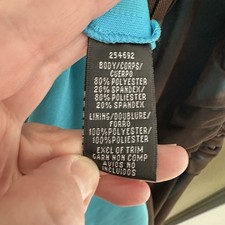 254692
BODY/CORPS/
CUERPO
80% POLYESTER
20% SPANDEX/
80% POLIESTER
20% SPANDEX
LINING/DOUBLURE/
FORRO
100%POLYESTER/
100%POLIESTER
EXCL OF TRIM
GARN NON COMP
AVIOS NO
INCLUIDOS